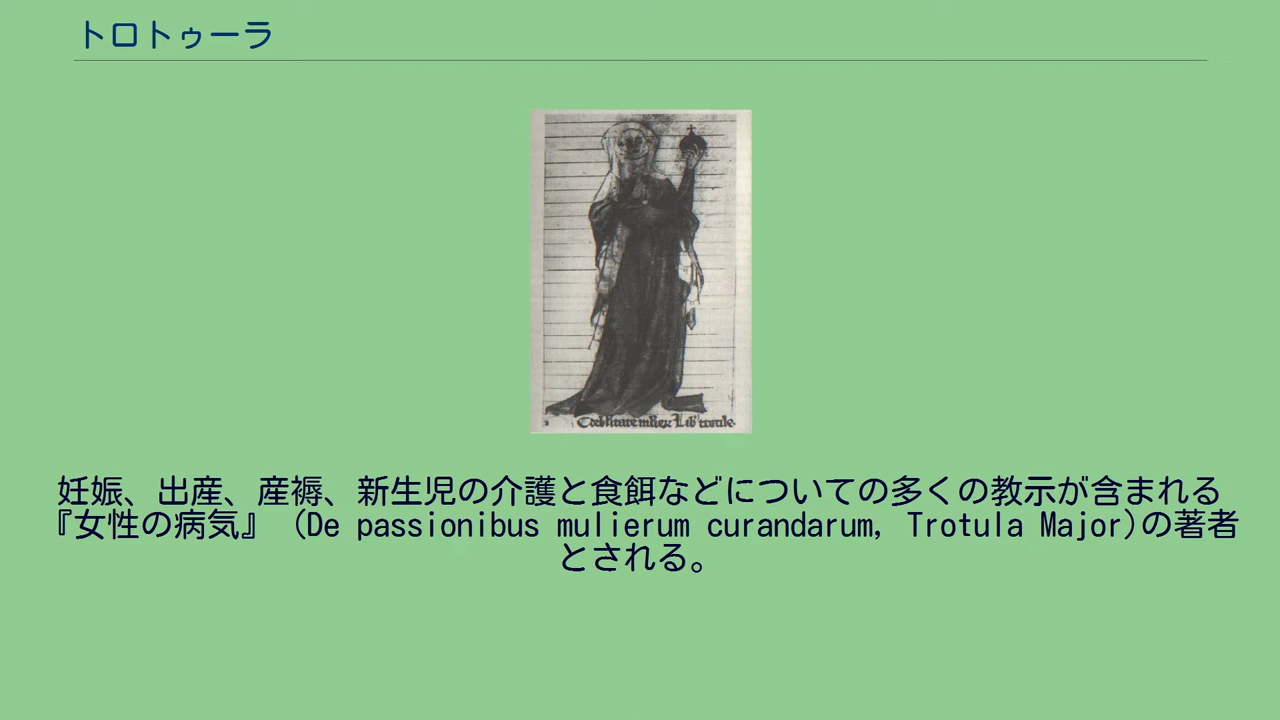 トロトゥーラ
妊娠、出産、産褥、新生児の介護と食餌などについての多くの教示が含まれる
『女性の病気』 (De passionibus mulierum curandarum, Trotula Major)の著者
とされる。